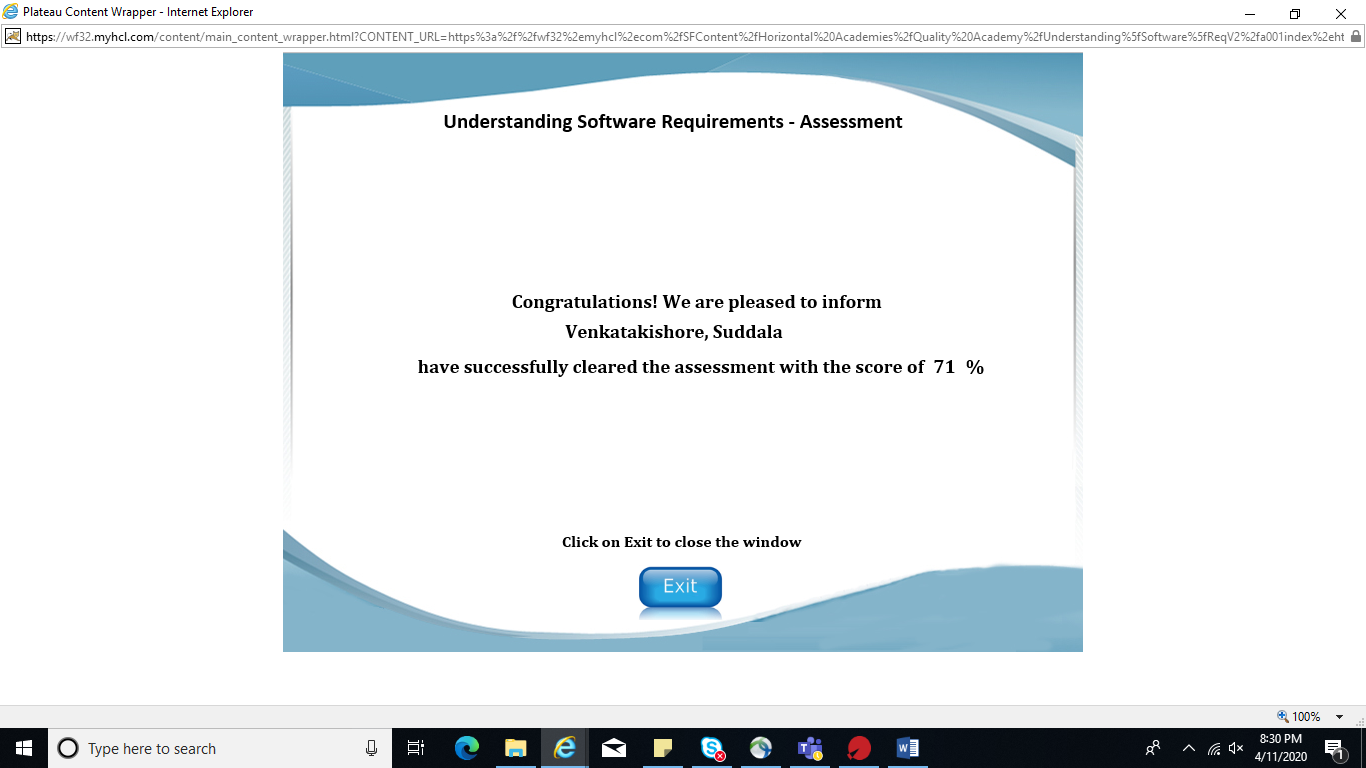 Plateau Content Wrapper - Internet Explorer
https://wf32.myhcl.com/content/main_content_wrapper.html?CONTENT_URL=https%3a%2f%2fwf32%2emyhcl%2ecom%2fSFContent%2fHorizontal%20Academies%2fQuality%20Academy%2fUnderstanding%5fSoftware%5fReqV2%2fa001index%2eht
Understanding Software Requirements - Assessment
Congratulations! We are pleased to inform
Venkatakishore, Suddala
have successfully cleared the assessment with the score of 71 %
Click on Exit to close the window
Exit
100%
Type here to search
8:30 PM
4/11/2020
1